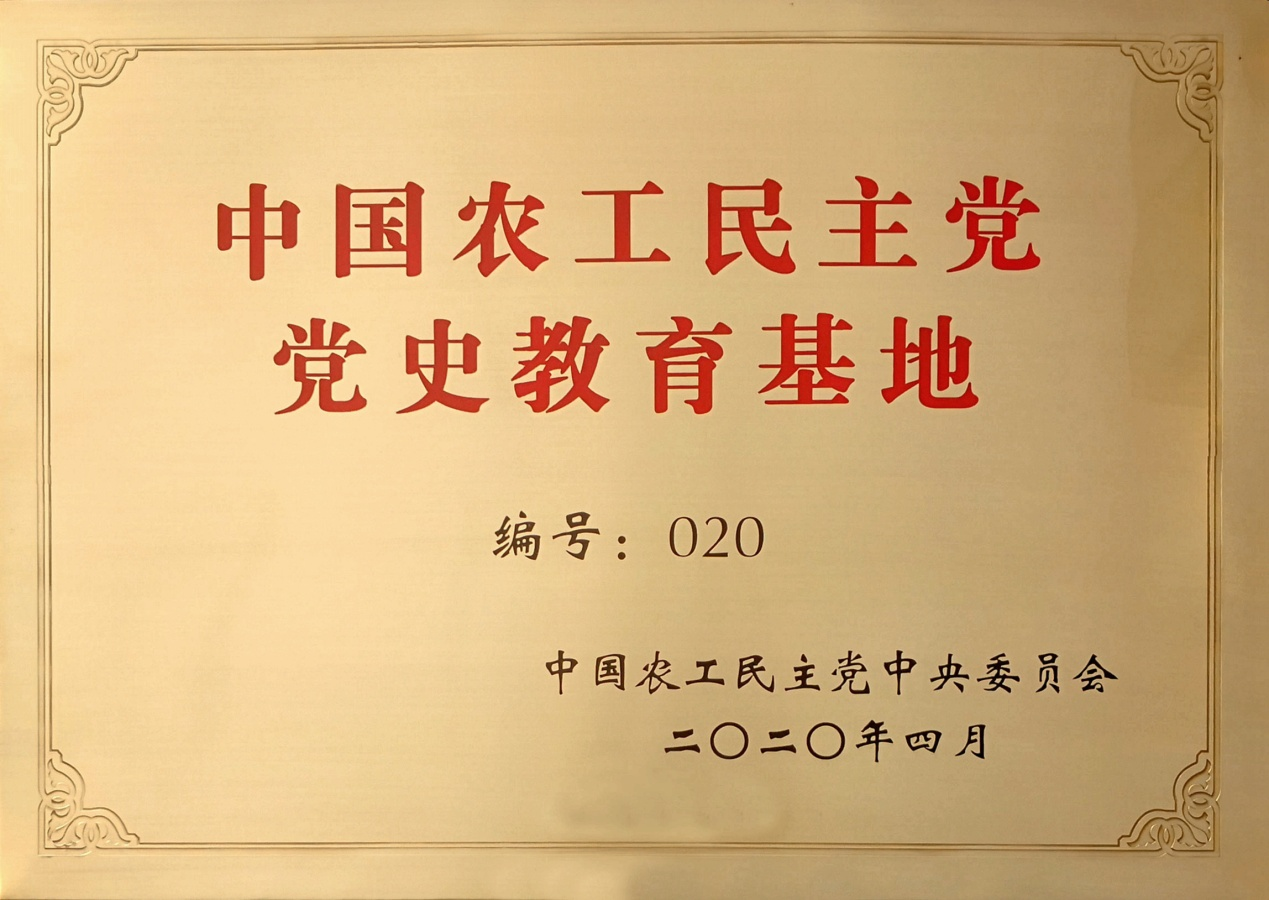 中国农工民主党
党史教育基地
编号：020
中国农工民主党中央委员会
二〇二〇年四月